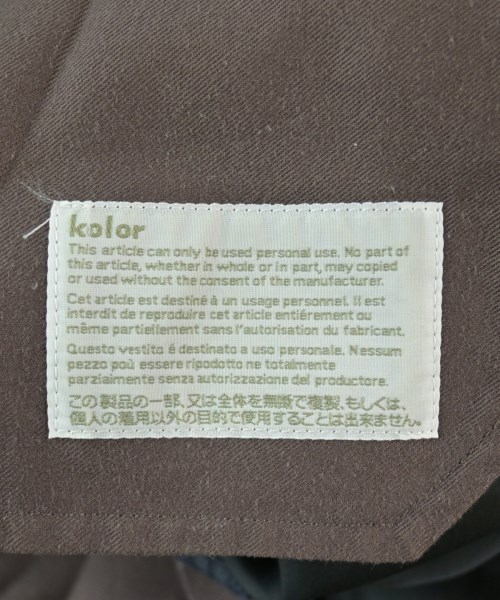 kolor
This article can only be used personal use. No part of
this article, whether in whole or in part, may copied
or used without the consent of the manufacturer.
Cet article est destiné à un usage personnel. Il est
interdit de reproduire cet article entiérement ou
même partiellement sans l'autorisation du fabricant.
Questo vestito é destinato a uso personale. Nessum
pezzo poù essere ripodotto ne totalmente
parzialmente senza autorizzazione del productore.
この製品の一部、又は全体を無断で複製、もしくは、
個人の着用以外の目的で使用することは出来ません。